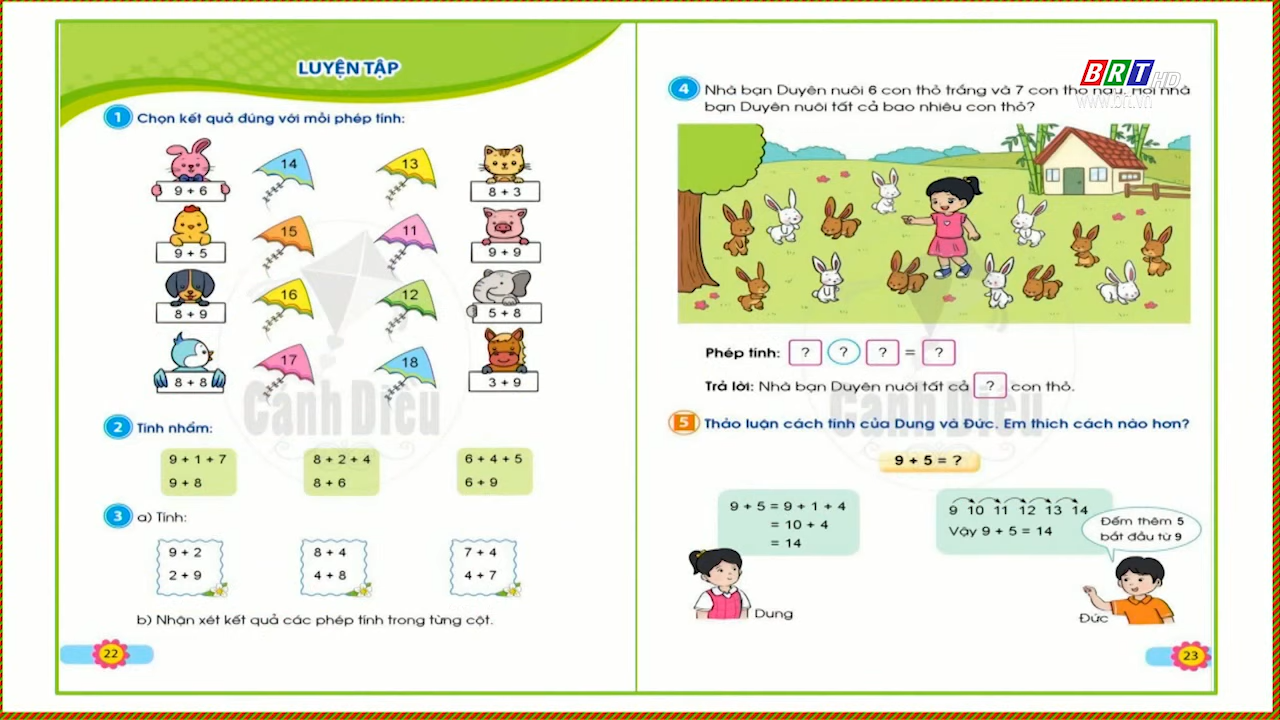 LUYỆN TẬP
1 Chọn kết quả đúng với mỗi phép tính:
9 + 6
14
13
8 + 3
9 + 5
15
11
9 + 9
8 + 9
16
12
5 + 8
8 + 8
17
18
3 + 9
Cánh Diều
2 Tính nhẩm:
9 + 1 + 7
9 + 8
8 + 2 + 4
8 + 6
6 + 4 + 5
6 + 9
3 a) Tính:
9 + 2
2 + 9
8 + 4
4 + 8
7 + 4
4 + 7
b) Nhận xét kết quả các phép tính trong từng cột.
22
BRT HD
www.brt.vn
4 Nhà bạn Duyên nuôi 6 con thỏ trắng và 7 con thỏ nâu. Hỏi nhà
bạn Duyên nuôi tất cả bao nhiêu con thỏ?
Phép tính: ? ? ? = ?
Trả lời: Nhà bạn Duyên nuôi tất cả ? con thỏ.
Cánh Diều
5 Thảo luận cách tính của Dung và Đức. Em thích cách nào hơn?
9 + 5 = ?
9 + 5 = 9 + 1 + 4
= 10 + 4
= 14
9 10 11 12 13 14
Vậy 9 + 5 = 14
Đếm thêm 5
bắt đầu từ 9
Dung
Đức
23